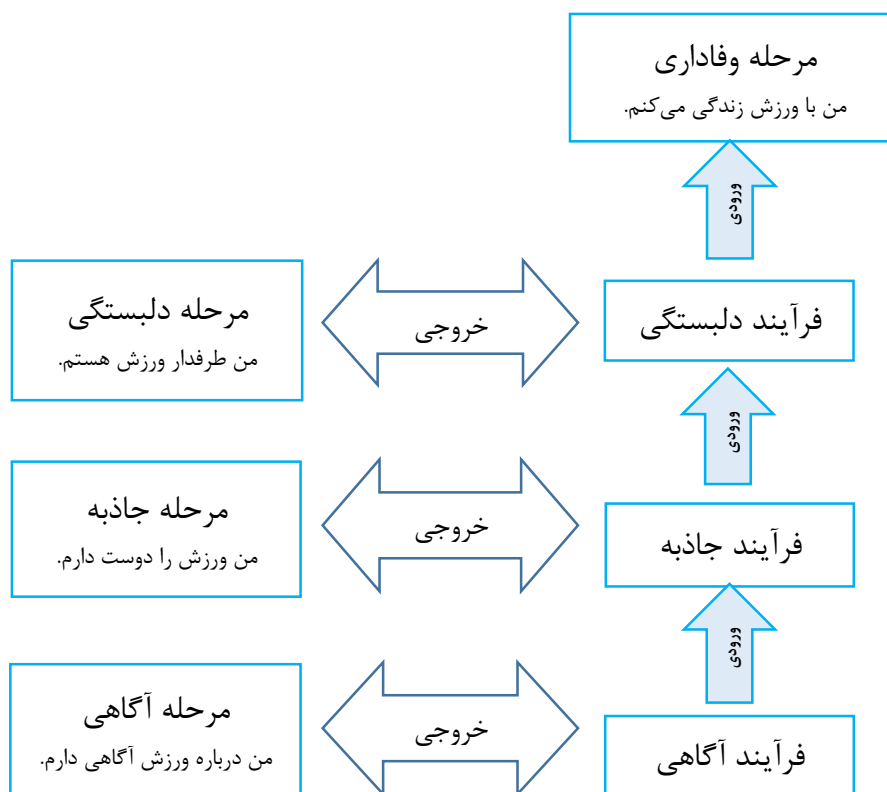 مرحله وفاداری
من با ورزش زندگی می‌کنم.
ورودی
فرآیند دلبستگی
خروجی
مرحله دلبستگی
من طرفدار ورزش هستم.
ورودی
فرآیند جاذبه
خروجی
مرحله جاذبه
من ورزش را دوست دارم.
ورودی
فرآیند آگاهی
خروجی
مرحله آگاهی
من درباره ورزش آگاهی دارم.